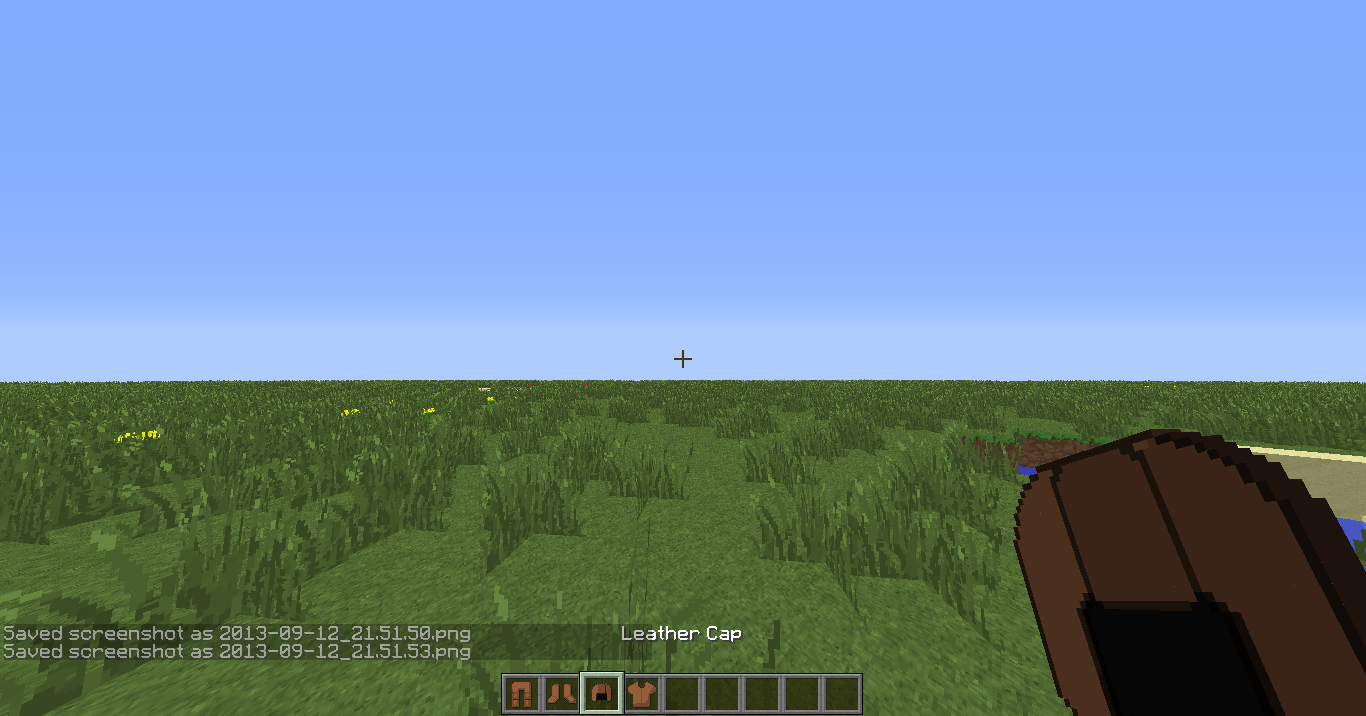 Saved screenshot as 2013-09-12_21.51.50.png
Leather Cap
Saved screenshot as 2013-09-12_21.51.53.png